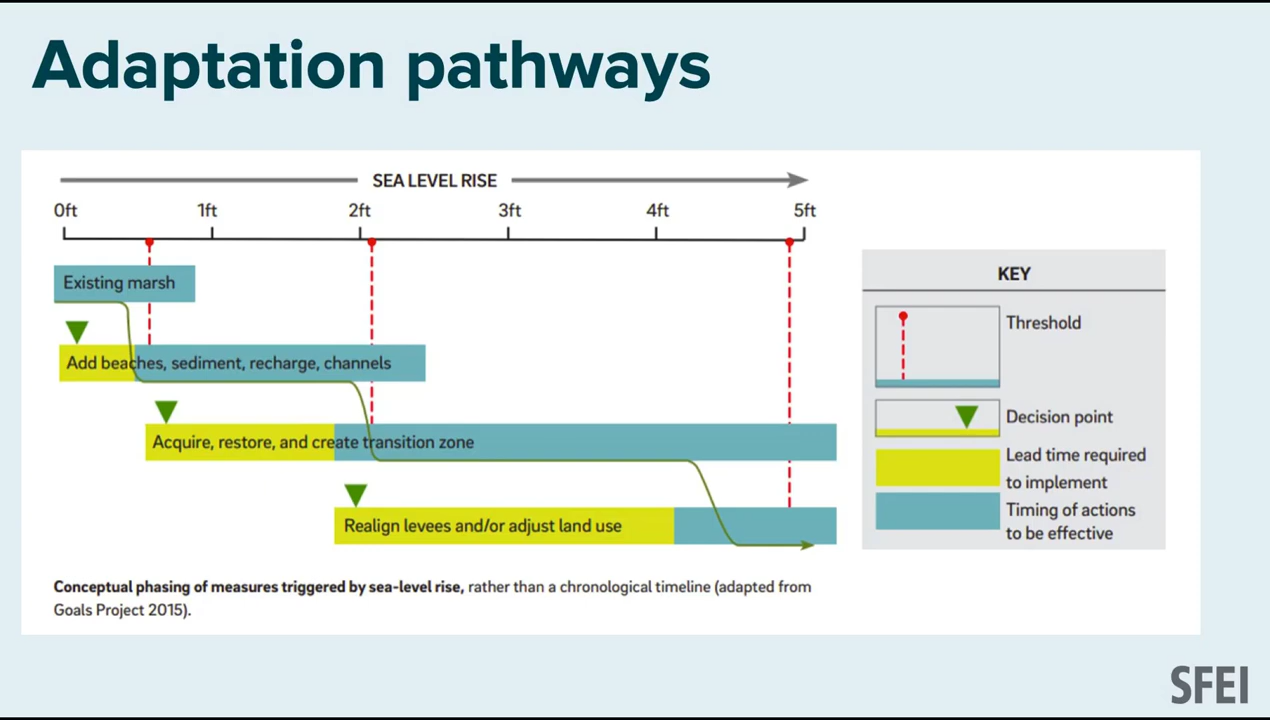 Adaptation pathways
SEA LEVEL RISE
0ft 1ft 2ft 3ft 4ft 5ft
Existing marsh
Add beaches, sediment, recharge, channels
Acquire, restore, and create transition zone
Realign levees and/or adjust land use
KEY
Threshold
Decision point
Lead time required
to implement
Timing of actions
to be effective
Conceptual phasing of measures triggered by sea-level rise, rather than a chronological timeline (adapted from
Goals Project 2015).
SFEI